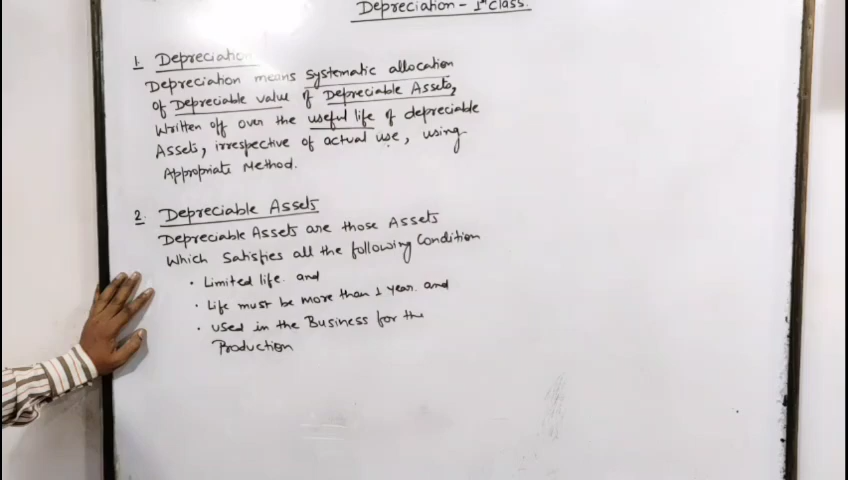 Depreciation - 1st Class.
1. Depreciation
Depreciation means systematic allocation
of Depreciable value of Depreciable Assets,
Written off over the useful life of depreciable
Assets, irrespective of actual use, using
Appropriate Method.
2. Depreciable Assets
Depreciable Assets are those Assets
Which Satisfies all the following Condition
• Limited life. and
• Life must be more than 1 year. and
• Used in the Business for the
Production